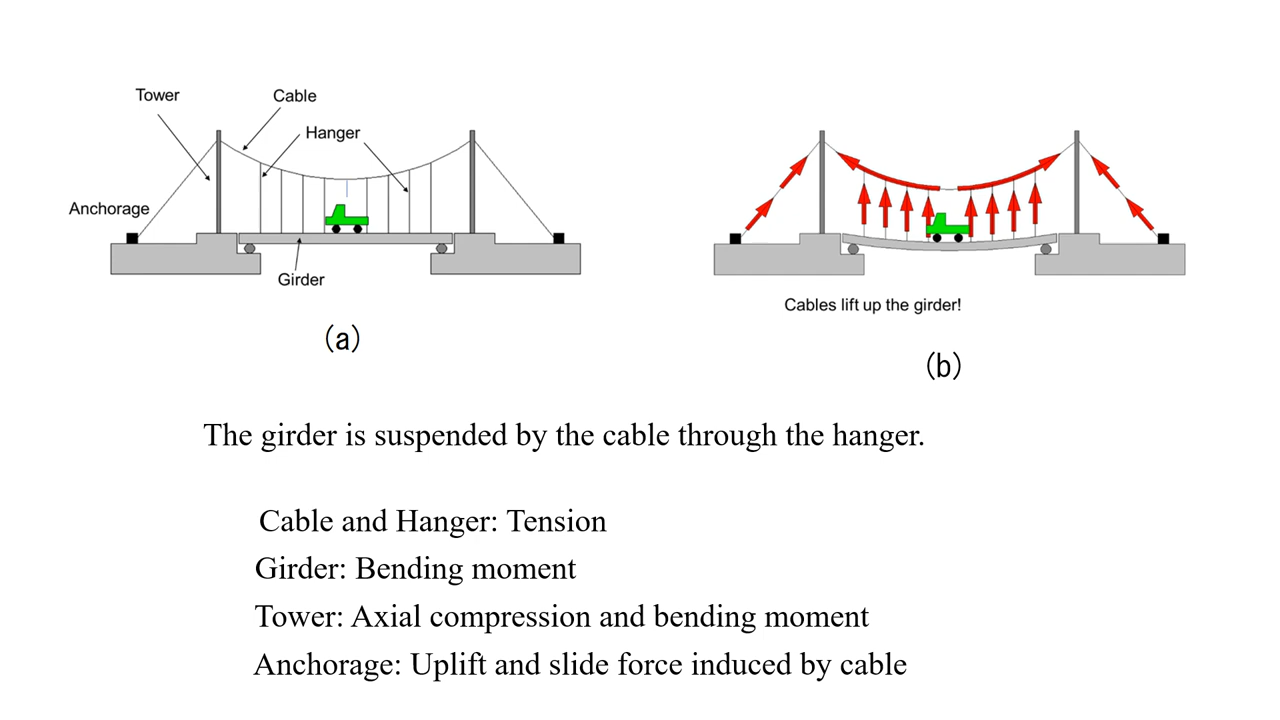 Tower
Cable
Hanger
Anchorage
Girder
(a)
Cables lift up the girder!
(b)
The girder is suspended by the cable through the hanger.
Cable and Hanger: Tension
Girder: Bending moment
Tower: Axial compression and bending moment
Anchorage: Uplift and slide force induced by cable